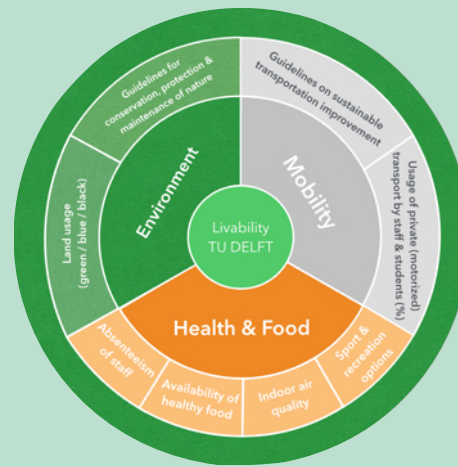 Livability
TU DELFT
Environment
Mobility
Health & Food
Guidelines for
conservation, protection &
maintenance of nature
Guidelines on sustainable
transportation improvement
Usage of private (motorized)
transport by staff & students (%)
Sport &
recreation
options
Indoor air
quality
Availability of
healthy food
Absenteeism
of staff
Land usage
(green / blue / black)